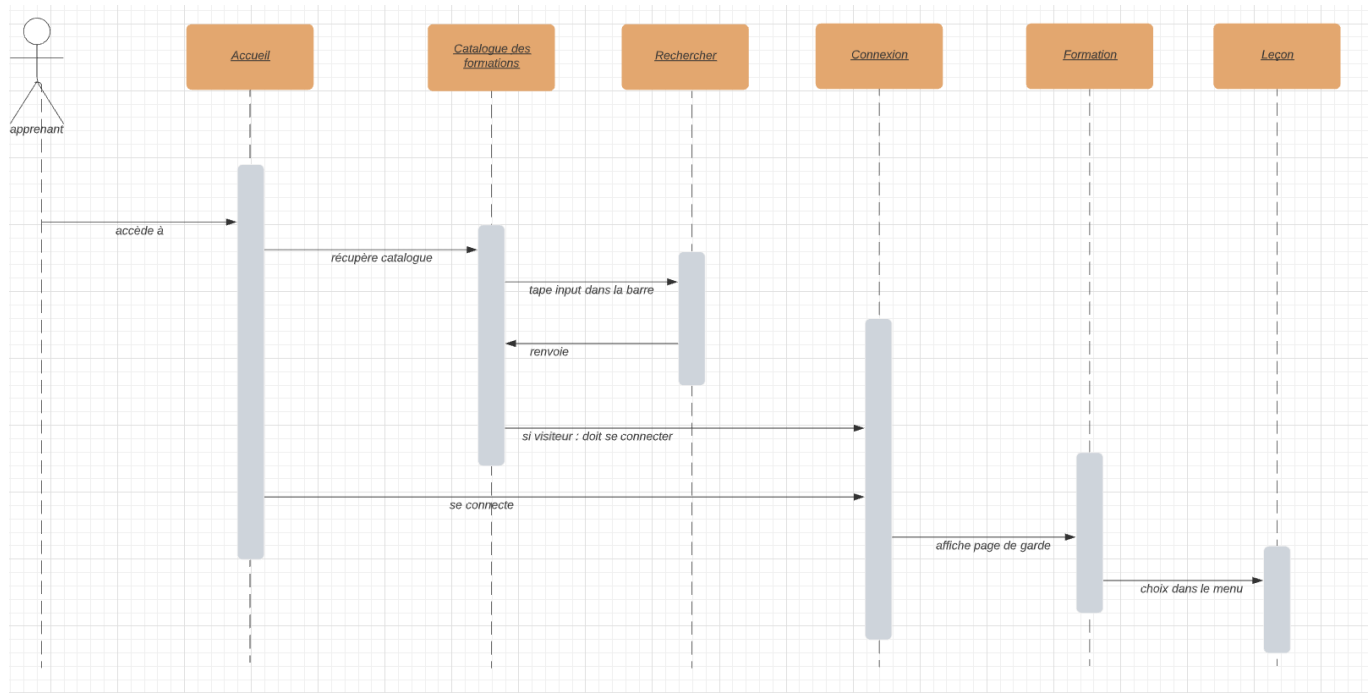 Accueil
Catalogue des
formations
Rechercher
Connexion
Formation
Leçon
apprenant
accède à
récupère catalogue
tape input dans la barre
renvoie
si visiteur : doit se connecter
se connecte
affiche page de garde
choix dans le menu